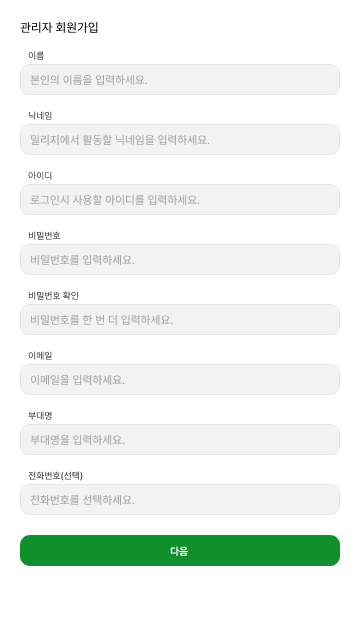 관리자 회원가입
이름
본인의 이름을 입력하세요.
닉네임
밀리지에서 활동할 닉네임을 입력하세요.
아이디
로그인시 사용할 아이디를 입력하세요.
비밀번호
비밀번호를 입력하세요.
비밀번호 확인
비밀번호를 한 번 더 입력하세요.
이메일
이메일을 입력하세요.
부대명
부대명을 입력하세요.
전화번호(선택)
전화번호를 선택하세요.
다음